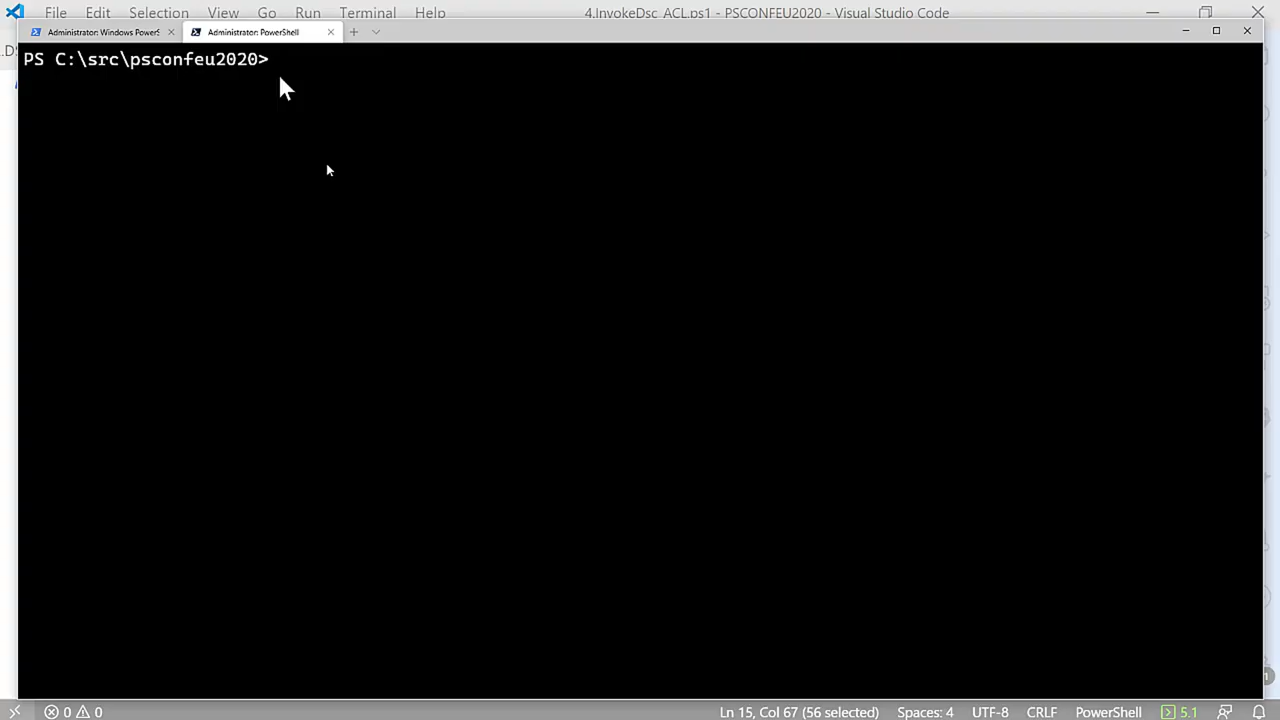 File Edit Selection View Go Run Terminal Help 4.InvokeDsc_ACL.ps1 - PSCONFEU2020 - Visual Studio Code
Administrator: Windows PowerS Administrator: PowerShell
PS C:\src\psconfeu2020>
0 0 Ln 15, Col 67 (56 selected) Spaces: 4 UTF-8 CRLF PowerShell 5.1